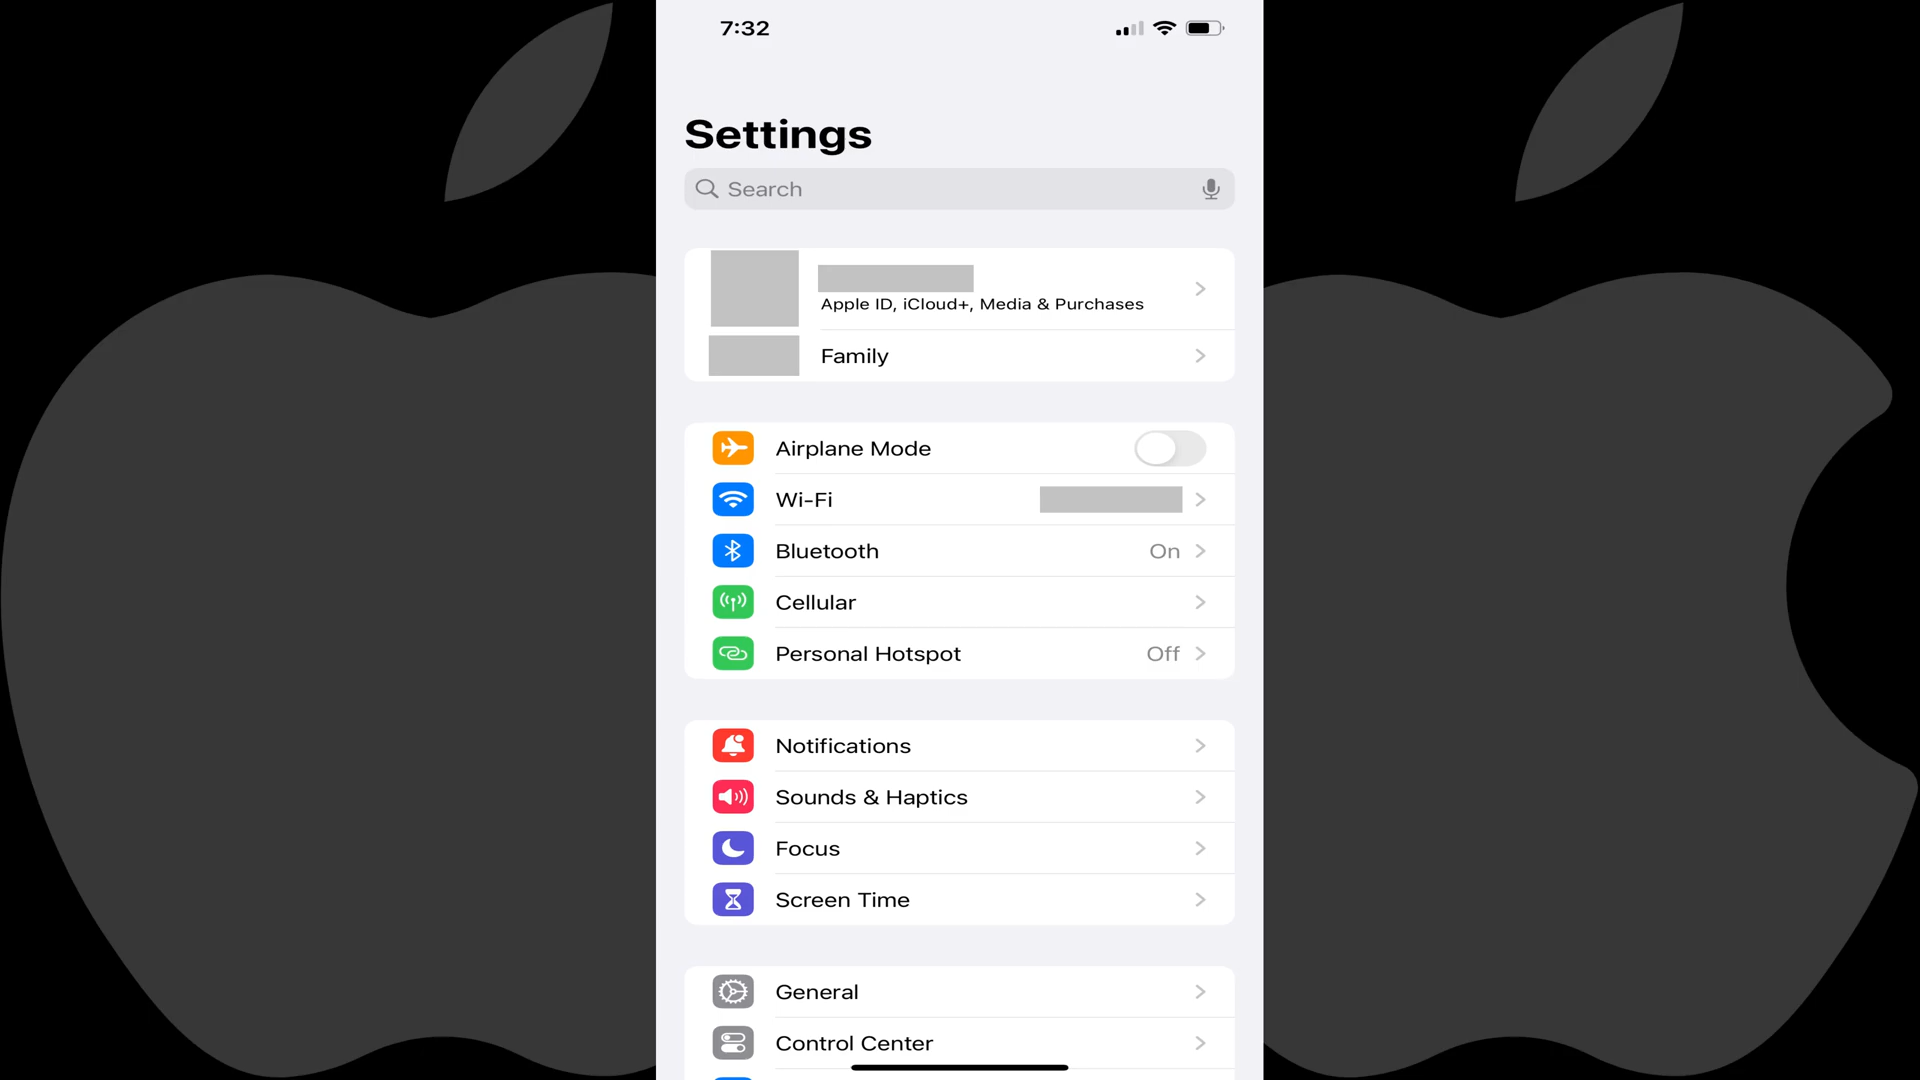 7:32
Settings
Search
Apple ID, iCloud+, Media & Purchases
Family
Airplane Mode
Wi-Fi
Bluetooth On
Cellular
Personal Hotspot Off
Notifications
Sounds & Haptics
Focus
Screen Time
General
Control Center